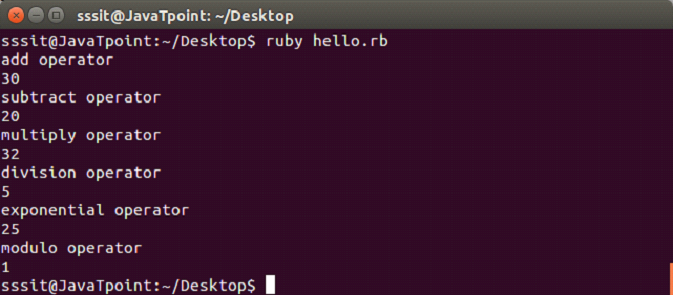 sssit@JavaTpoint: ~/Desktop
sssit@JavaTpoint:~/Desktop$ ruby hello.rb
add operator
30
subtract operator
20
multiply operator
32
division operator
5
exponential operator
25
modulo operator
1
sssit@JavaTpoint:~/Desktop$